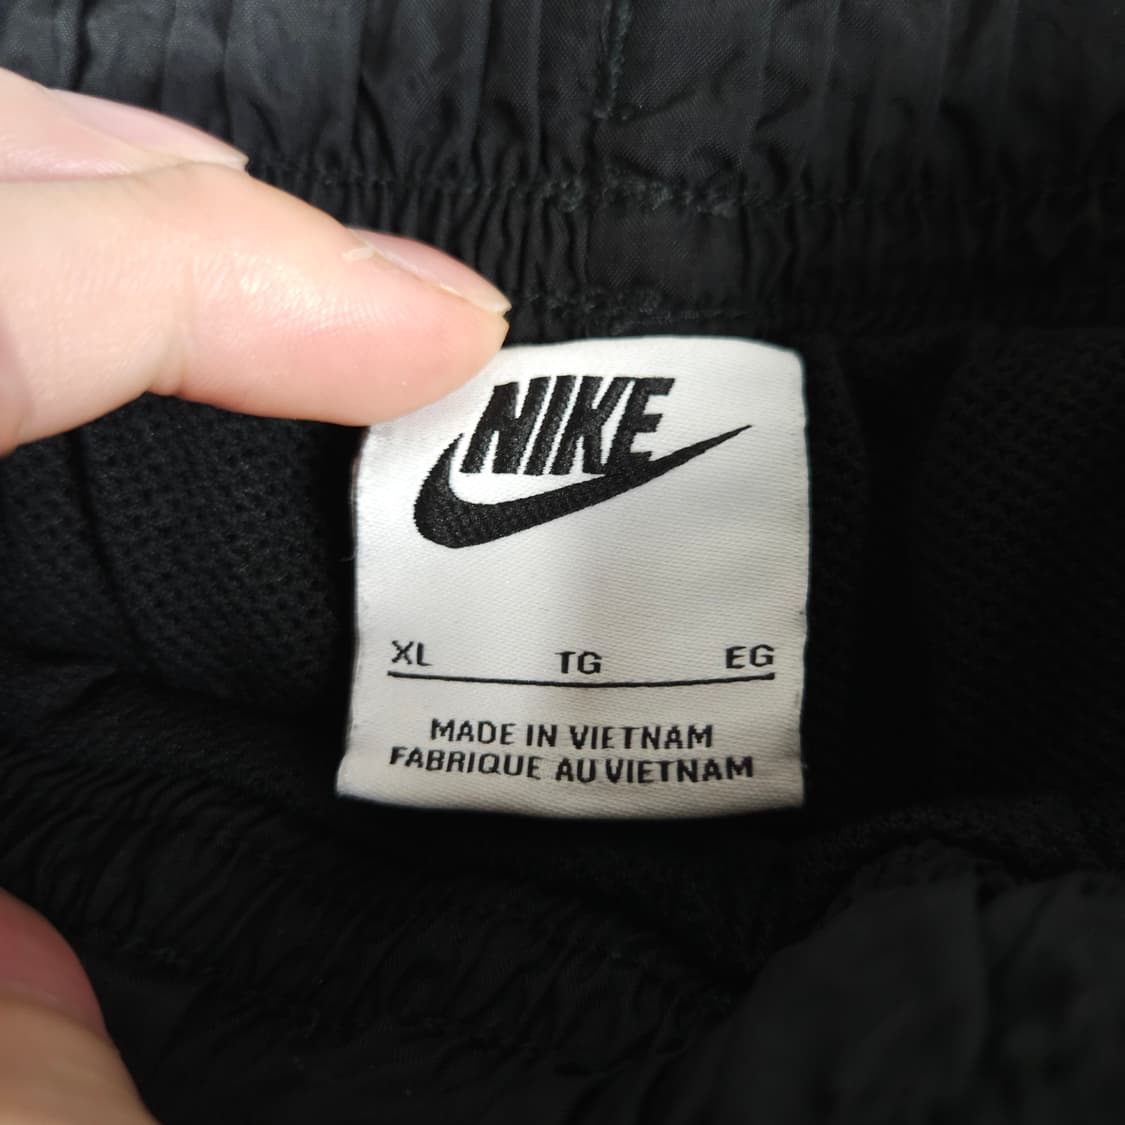 NIKE
XL TG EG
MADE IN VIETNAM
FABRIQUE AU VIETNAM